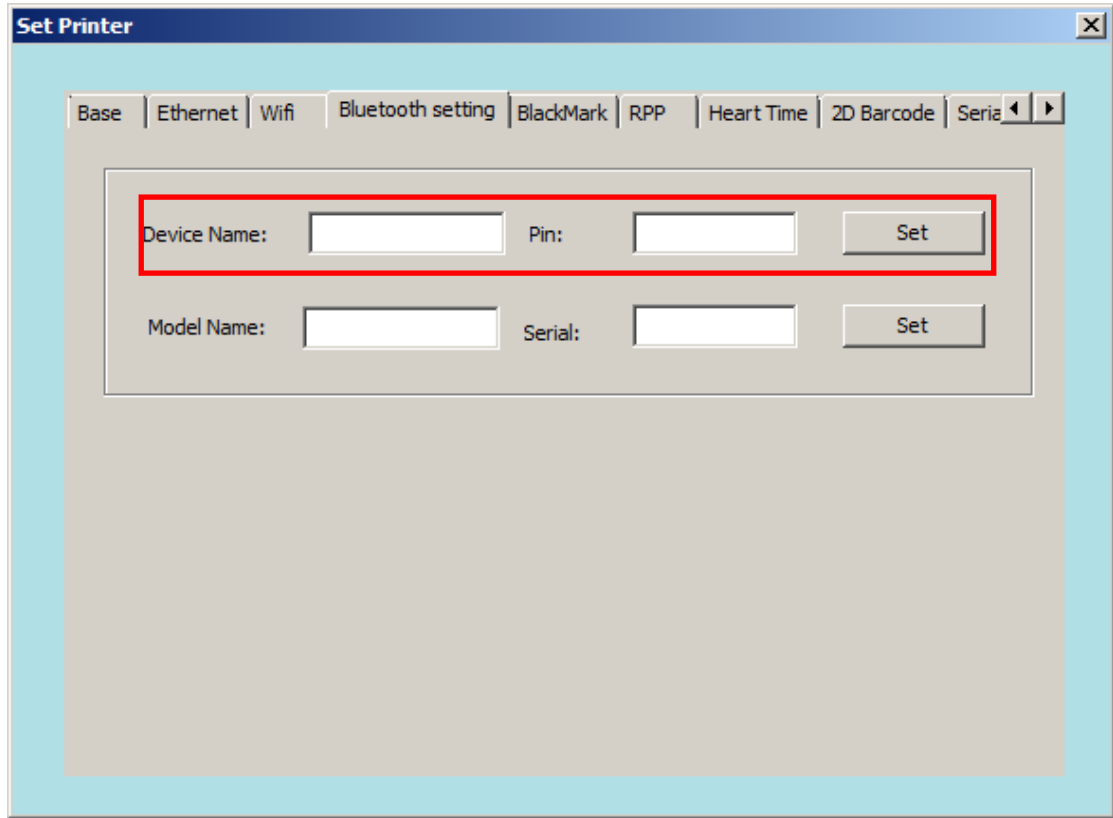 Set Printer
Base Ethernet Wifi Bluetooth setting BlackMark RPP Heart Time 2D Barcode Seria
Device Name: Pin: Set
Model Name: Serial: Set